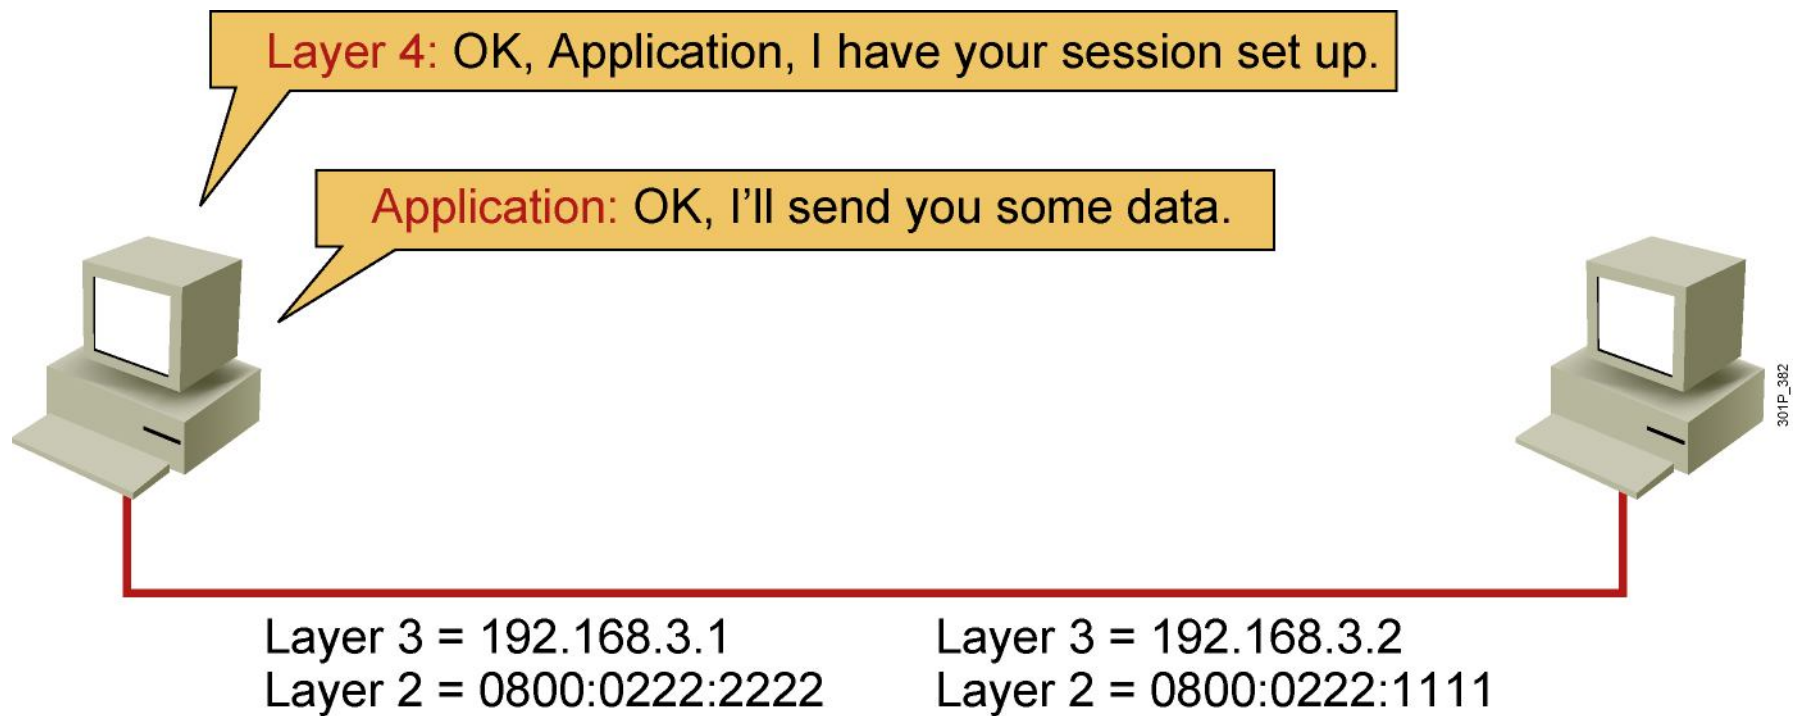 Layer 4: OK, Application, I have your session set up.
Application: OK, I’ll send you some data.
301P_382
Layer 3 = 192.168.3.1
Layer 2 = 0800:0222:2222
Layer 3 = 192.168.3.2
Layer 2 = 0800:0222:1111